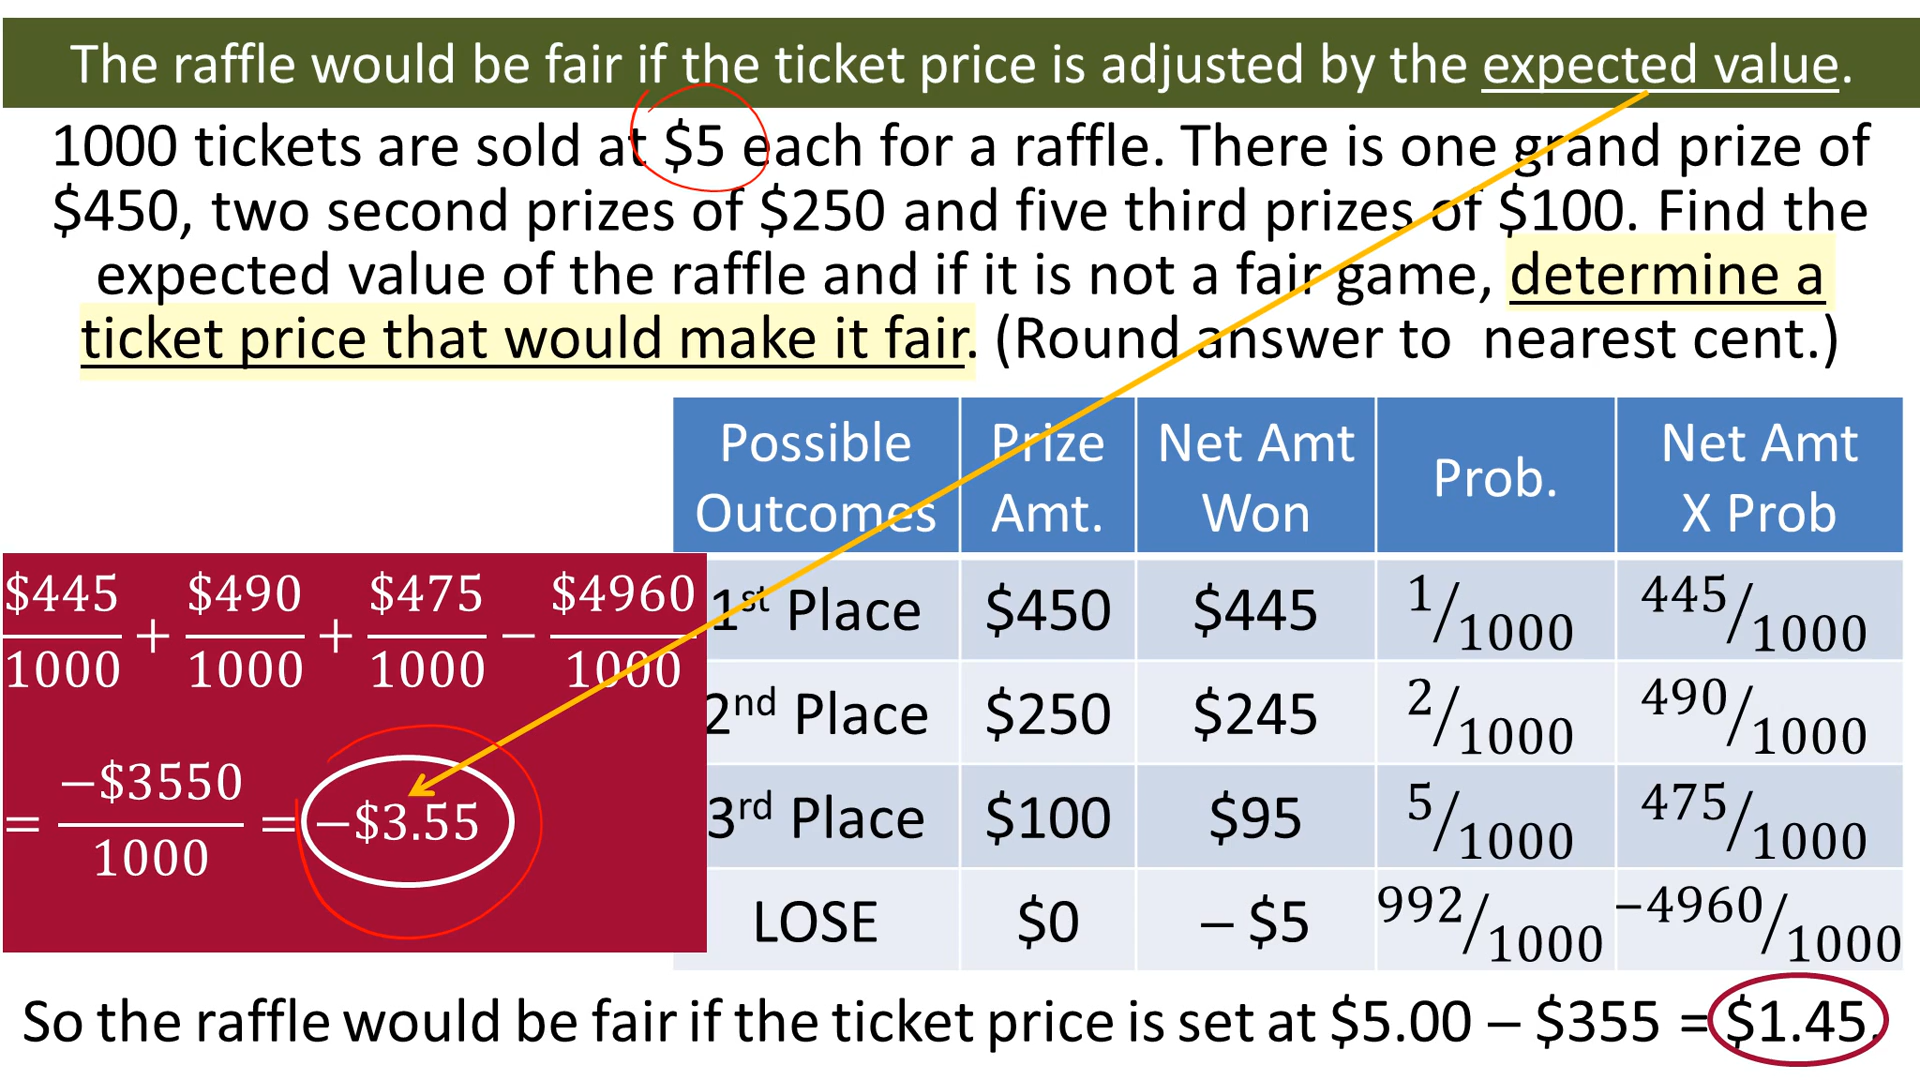 The raffle would be fair if the ticket price is adjusted by the expected value.
1000 tickets are sold at $5 each for a raffle. There is one grand prize of
$450, two second prizes of $250 and five third prizes of $100. Find the
expected value of the raffle and if it is not a fair game, determine a
ticket price that would make it fair. (Round answer to nearest cent.)
Possible Outcomes | Prize Amt. | Net Amt Won | Prob. | Net Amt X Prob
1st Place | $450 | $445 | 1/1000 | 445/1000
2nd Place | $250 | $245 | 2/1000 | 490/1000
3rd Place | $100 | $95 | 5/1000 | 475/1000
LOSE | $0 | – $5 | 992/1000 | −4960/1000
$445/1000 + $490/1000 + $475/1000 − $4960/1000
= −$3550/1000 = −$3.55
So the raffle would be fair if the ticket price is set at $5.00 – $355 = $1.45.